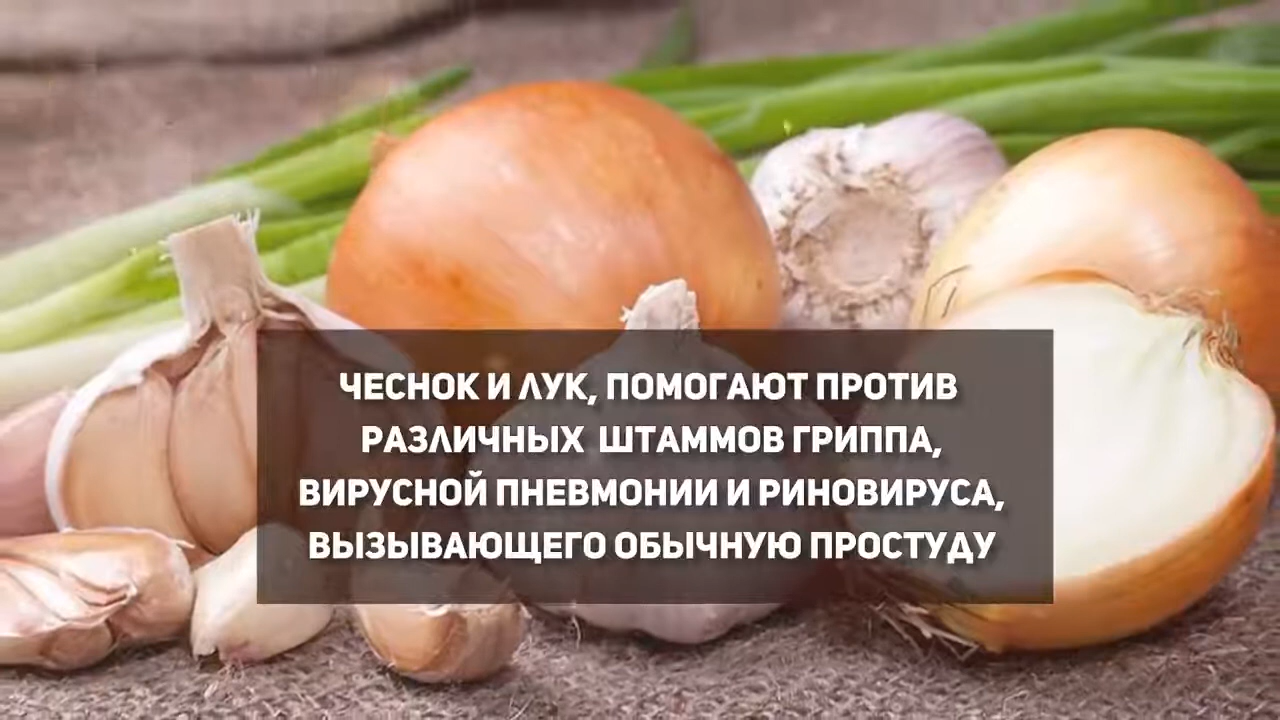 ЧЕСНОК И ЛУК, ПОМОГАЮТ ПРОТИВ
РАЗЛИЧНЫХ ШТАММОВ ГРИППА,
ВИРУСНОЙ ПНЕВМОНИИ И РИНОВИРУСА,
ВЫЗЫВАЮЩЕГО ОБЫЧНУЮ ПРОСТУДУ